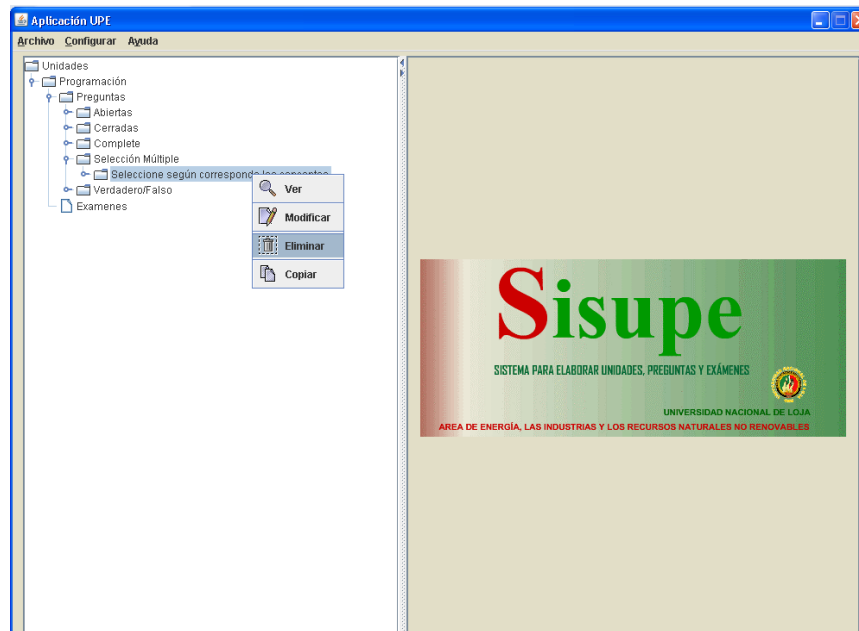 Aplicación UPE
Archivo Configurar Ayuda
Unidades
Programación
Preguntas
Abiertas
Cerradas
Complete
Selección Múltiple
Seleccione según corresponda los conceptos
Verdadero/Falso
Examenes
Ver
Modificar
Eliminar
Copiar
Sisupe
SISTEMA PARA ELABORAR UNIDADES, PREGUNTAS Y EXÁMENES
UNIVERSIDAD NACIONAL DE LOJA
AREA DE ENERGÍA, LAS INDUSTRIAS Y LOS RECURSOS NATURALES NO RENOVABLES